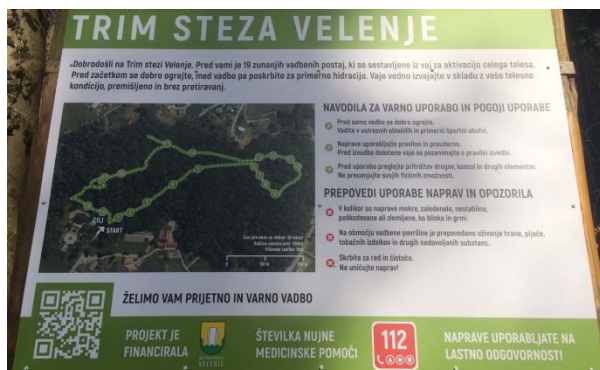 TRIM STEZA VELENJE
Dobrodošli na Trim stezi Velenje. Pred vami je 19 zunanjih vadbenih postaj, ki so sestavljene iz vaj za aktivacijo celega telesa.
Pred začetkom se dobro ogrejte, med vadbo pa poskrbite za primerno hidracijo. Vaje vedno izvajajte v skladu z vašo telesno
kondicijo, premišljeno in brez pretiravanj.
NAVODILA ZA VARNO UPORABO IN POGOJI UPORABE
Pred samo vadbo se dobro ogrejte.
Vadite v ustreznih oblačilih in primerni športni obutvi.
Naprave uporabljajte pravilno in preudarno.
Pred izvedbo določene vaje se pozanimajte o pravilni izvedbi.
Pred uporabo preglejte pritrditev drogov, konzol in drugih elementov.
Ne precenjujte svojih fizičnih zmožnosti.
PREPOVEDI UPORABE NAPRAV IN OPOZORILA
V kolikor so naprave mokre, zaledenele, nestabilne,
poškodovane ali zlomljene, ko bliska in grmi.
Na območju vadbene površine je prepovedano uživanje hrane, pijače,
tobačnih izdelkov in drugih nedovoljenih substanc.
Skrbite za red in čistočo.
Ne uničujte naprav!
CILJ
START
ŽELIMO VAM PRIJETNO IN VARNO VADBO
PROJEKT JE
FINANCIRALA
VELENJE
ŠTEVILKA NUJNE
MEDICINSKE POMOČI
112
NAPRAVE UPORABLJATE NA
LASTNO ODGOVORNOST!